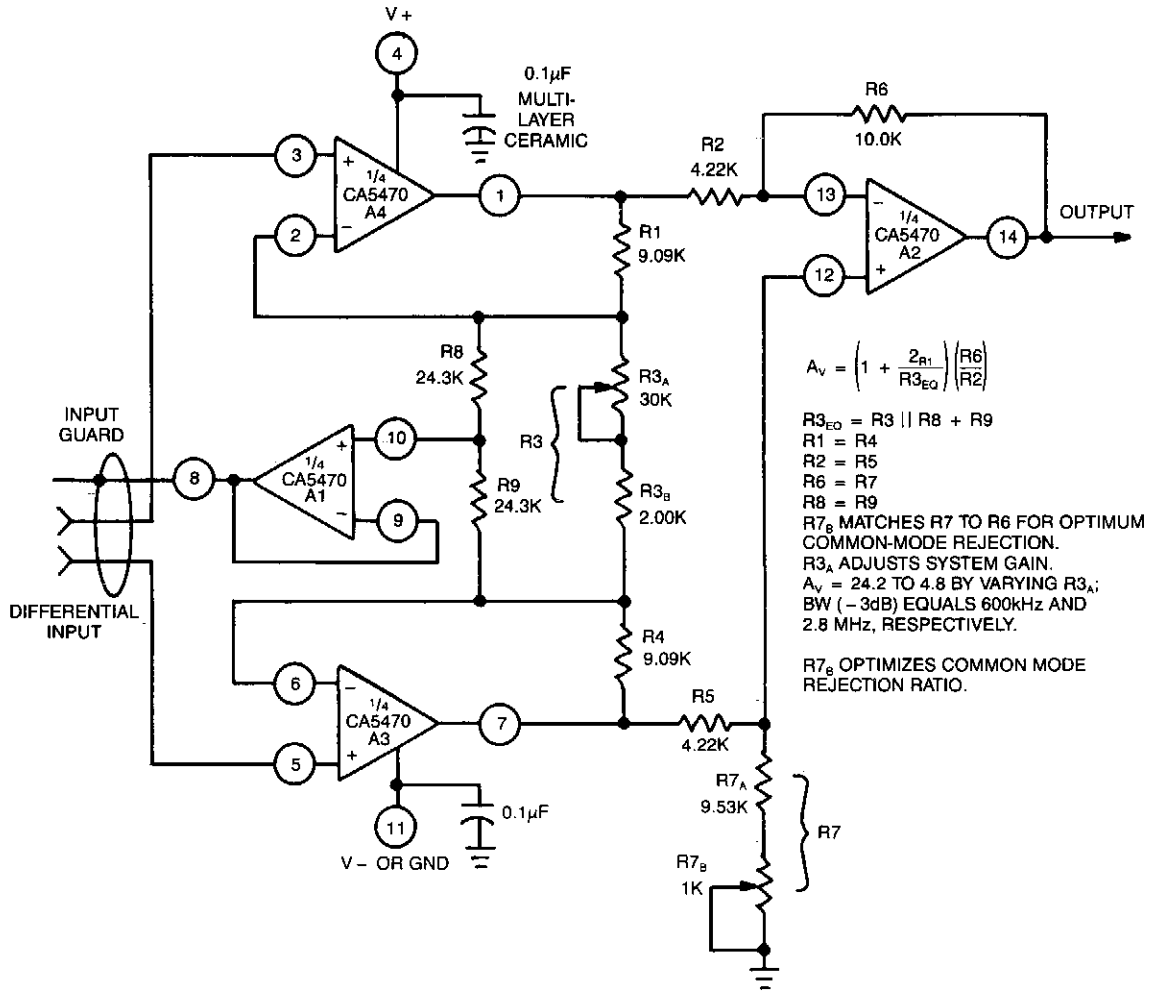 V +
4
0.1μF
MULTI-
LAYER
CERAMIC
R6
10.0K
3
+
1/4
CA5470
A4
–
2
1
R2
4.22K
13
–
1/4
CA5470
A2
+
12
14
OUTPUT
R1
9.09K
R8
24.3K
R3A
30K
R3
INPUT
GUARD
8
1/4
CA5470
A1
+
–
10
9
R9
24.3K
R3B
2.00K
DIFFERENTIAL
INPUT
R4
9.09K
6
–
1/4
CA5470
A3
+
5
7
R5
4.22K
11
0.1μF
V – OR GND
R7A
9.53K
R7
R7B
1K
AV = (1 + 2R1/R3EQ) (R6/R2)
R3EQ = R3 || R8 + R9
R1 = R4
R2 = R5
R6 = R7
R8 = R9
R7B MATCHES R7 TO R6 FOR OPTIMUM
COMMON-MODE REJECTION.
R3A ADJUSTS SYSTEM GAIN.
AV = 24.2 TO 4.8 BY VARYING R3A;
BW ( – 3dB) EQUALS 600kHz AND
2.8 MHz, RESPECTIVELY.
R7B OPTIMIZES COMMON MODE
REJECTION RATIO.